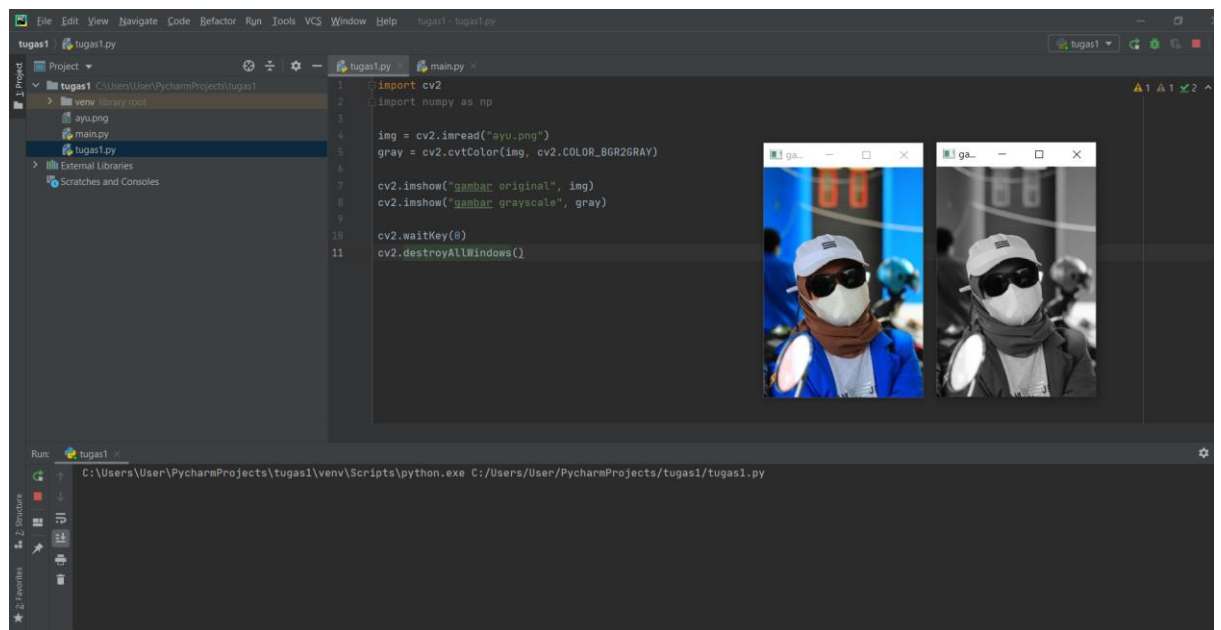 File Edit View Navigate Code Refactor Run Tools VCS Window Help tugas1 - tugas1.py
tugas1 tugas1.py
tugas1
1: Project
Project
tugas1.py
main.py
tugas1 C:\Users\User\PycharmProjects\tugas1
venv library root
ayu.png
main.py
tugas1.py
External Libraries
Scratches and Consoles
1 import cv2
2 import numpy as np
3
4 img = cv2.imread("ayu.png")
5 gray = cv2.cvtColor(img, cv2.COLOR_BGR2GRAY)
6
7 cv2.imshow("gambar original", img)
8 cv2.imshow("gambar grayscale", gray)
9
10 cv2.waitKey(0)
11 cv2.destroyAllWindows()
1 1 2
ga...
ga...
Run: tugas1
C:\Users\User\PycharmProjects\tugas1\venv\Scripts\python.exe C:/Users/User/PycharmProjects/tugas1/tugas1.py
Z: Structure
2: Favorites